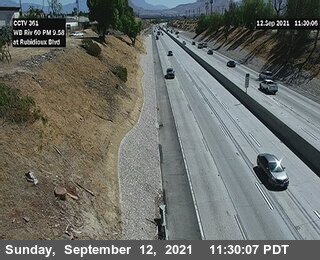 CCTV 361
WB Riv 60 PM 9.58
at Rubidioux Blvd
12 Sep 2021 11:30:06
Sunday, September 12, 2021 11:30:07 PDT